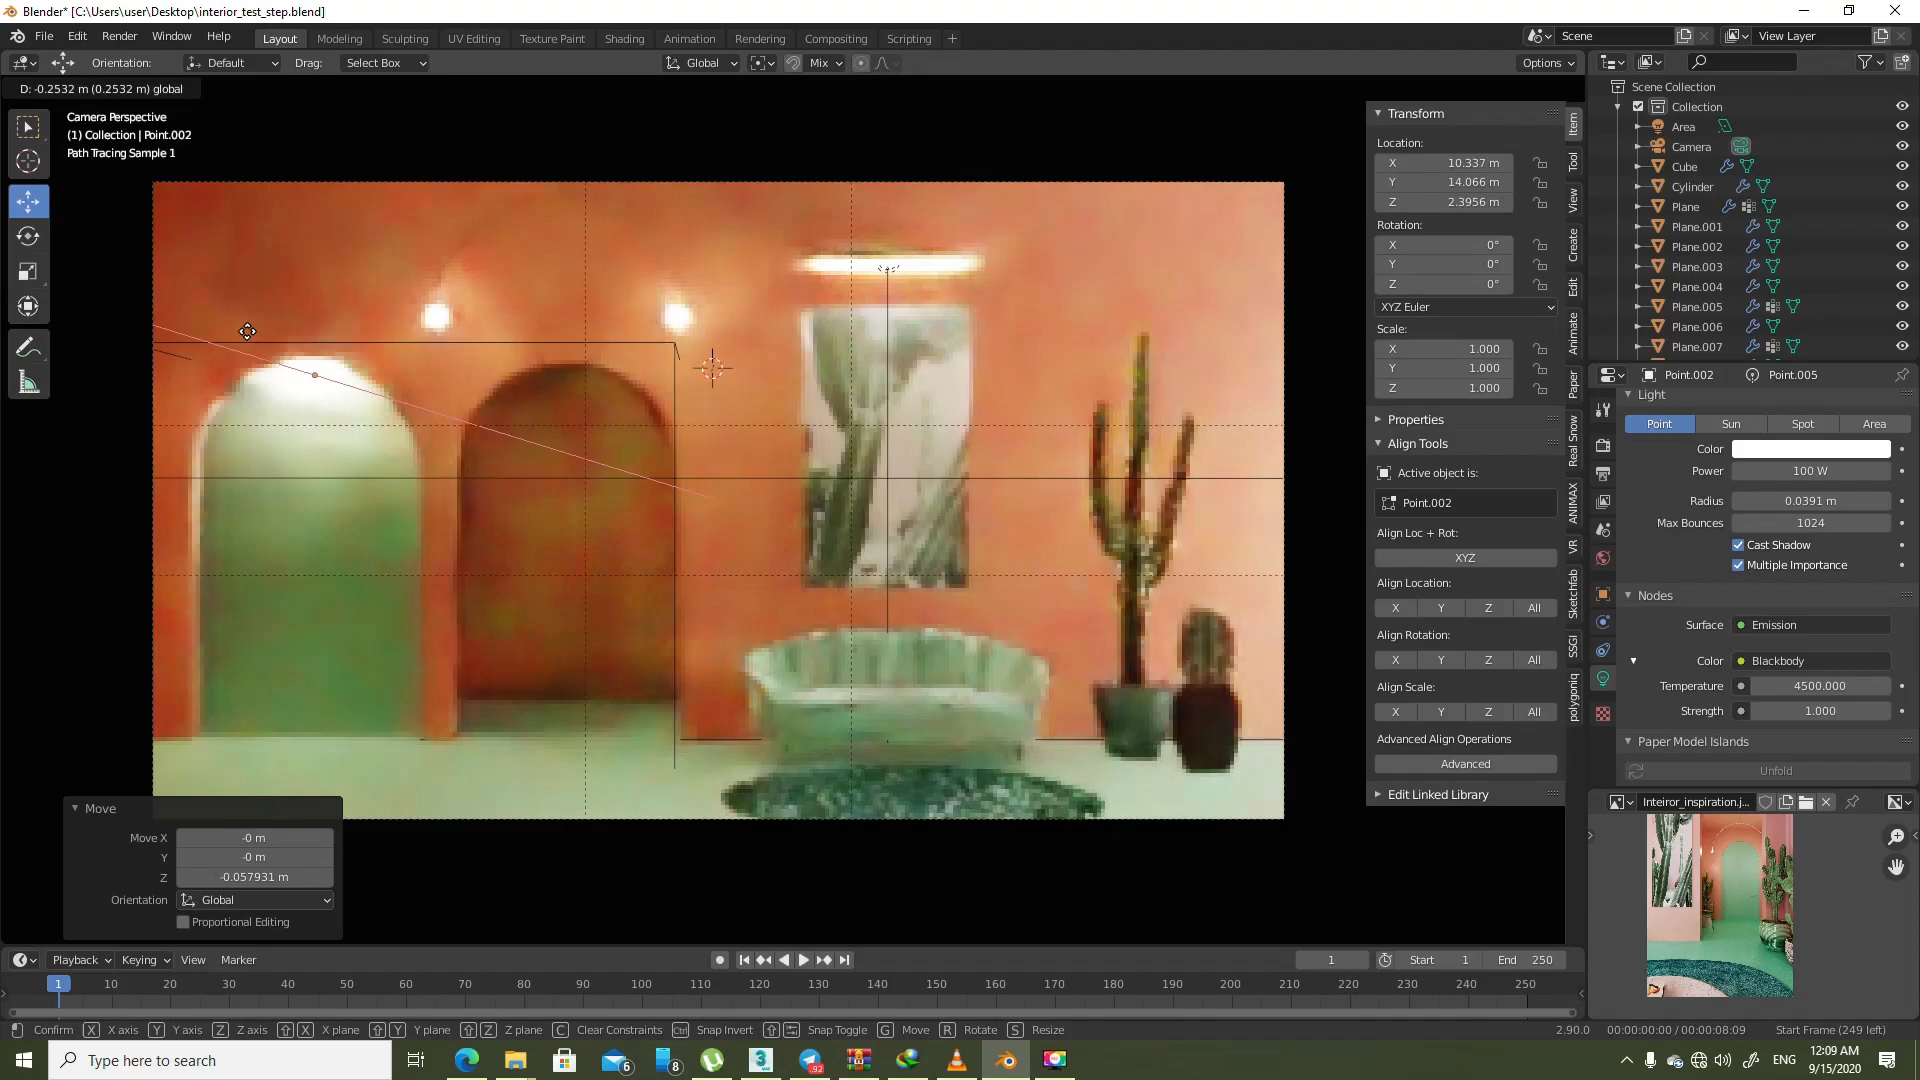 Blender* [C:\Users\user\Desktop\interior_test_step.blend]
File Edit Render Window Help
Layout Modeling Sculpting UV Editing Texture Paint Shading Animation Rendering Compositing Scripting
Scene View Layer
Orientation: Default Drag: Select Box Global Mix Options
D: -0.2532 m (0.2532 m) global
Camera Perspective
(1) Collection | Point.002
Path Tracing Sample 1
Transform
Location:
X 10.337 m
Y 14.066 m
Z 2.3956 m
Rotation:
X 0°
Y 0°
Z 0°
XYZ Euler
Scale:
X 1.000
Y 1.000
Z 1.000
Properties
Align Tools
Active object is:
Point.002
Align Loc + Rot:
XYZ
Align Location:
X Y Z All
Align Rotation:
X Y Z All
Align Scale:
X Y Z All
Advanced Align Operations
Advanced
Edit Linked Library
Item
Tool
View
Create
Edit
Animate
Paper
Real Snow
ANIMAX
VR
Sketchfab
SSGI
polygoniq
Scene Collection
Collection
Area
Camera
Cube
Cylinder
Plane
Plane.001
Plane.002
Plane.003
Plane.004
Plane.005
Plane.006
Plane.007
Point.002 Point.005
Light
Point Sun Spot Area
Color
Power 100 W
Radius 0.0391 m
Max Bounces 1024
Cast Shadow
Multiple Importance
Nodes
Surface Emission
Color Blackbody
Temperature 4500.000
Strength 1.000
Paper Model Islands
Unfold
Inteiror_inspiration.j...
Move
Move X -0 m
Y -0 m
Z -0.057931 m
Orientation Global
Proportional Editing
Playback Keying View Marker
1 Start 1 End 250
1 10 20 30 40 50 60 70 80 90 100 110 120 130 140 150 160 170 180 190 200 210 220 230 240 250
Confirm X X axis Y Y axis Z Z axis X X plane Y Y plane Z Z plane C Clear Constraints Ctrl Snap Invert Snap Toggle G Move R Rotate S Resize
2.90.0 00:00:00:00 / 00:00:08:09 Start Frame (249 left)
Type here to search
6
8
3
92
ENG
12:09 AM
9/15/2020